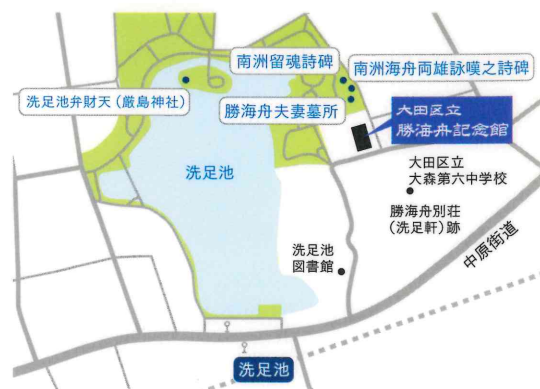 南洲留魂詩碑
南洲海舟両雄詠嘆之詩碑
洗足池弁財天(厳島神社)
勝海舟夫妻墓所
大田区立
勝海舟記念館
洗足池
大田区立
大森第六中学校
勝海舟別荘
(洗足軒)跡
洗足池
図書館
中原街道
洗足池